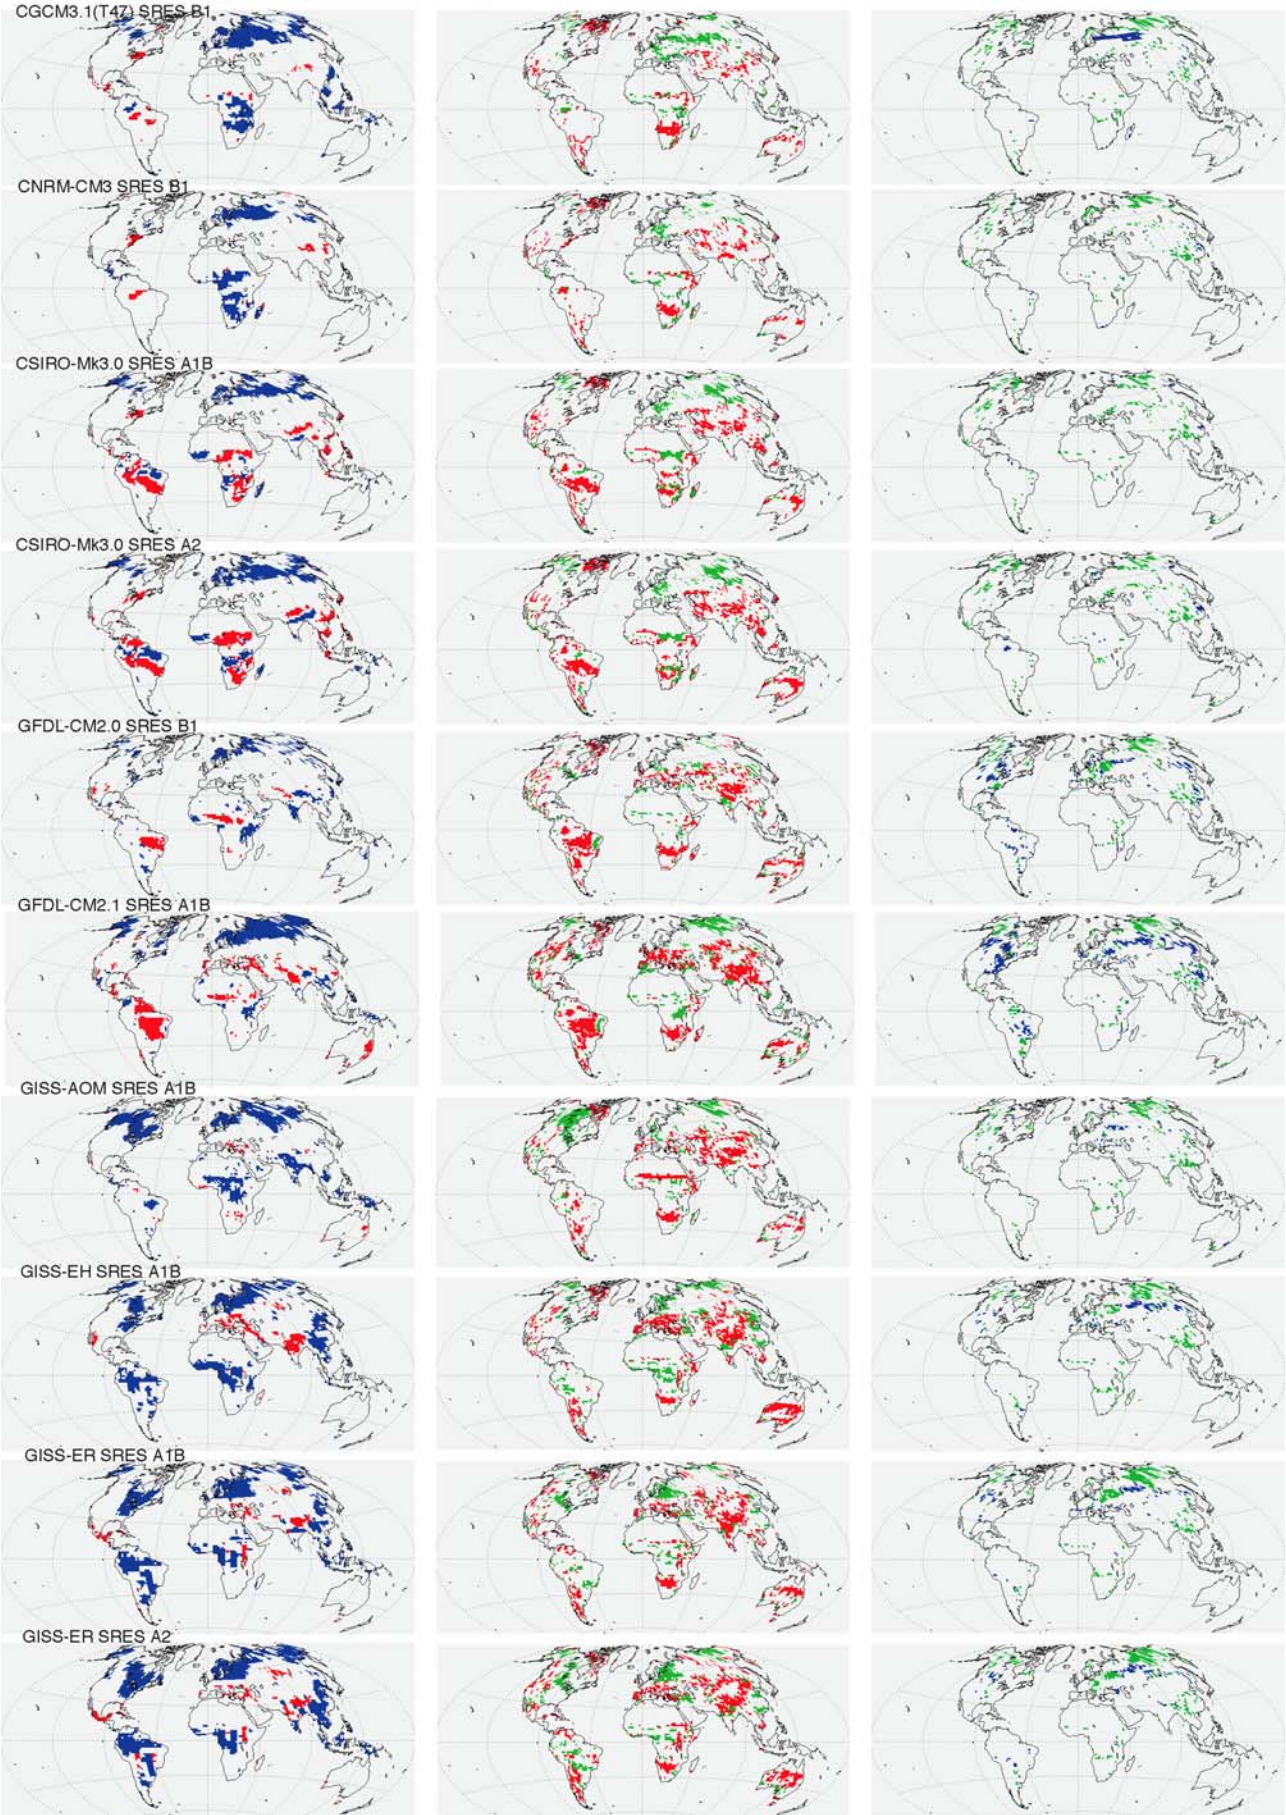 CGCM3.1(T47) SRES B1
CNRM-CM3 SRES B1
CSIRO-Mk3.0 SRES A1B
CSIRO-Mk3.0 SRES A2
GFDL-CM2.0 SRES B1
GFDL-CM2.1 SRES A1B
GISS-AOM SRES A1B
GISS-EH SRES A1B
GISS-ER SRES A1B
GISS-ER SRES A2